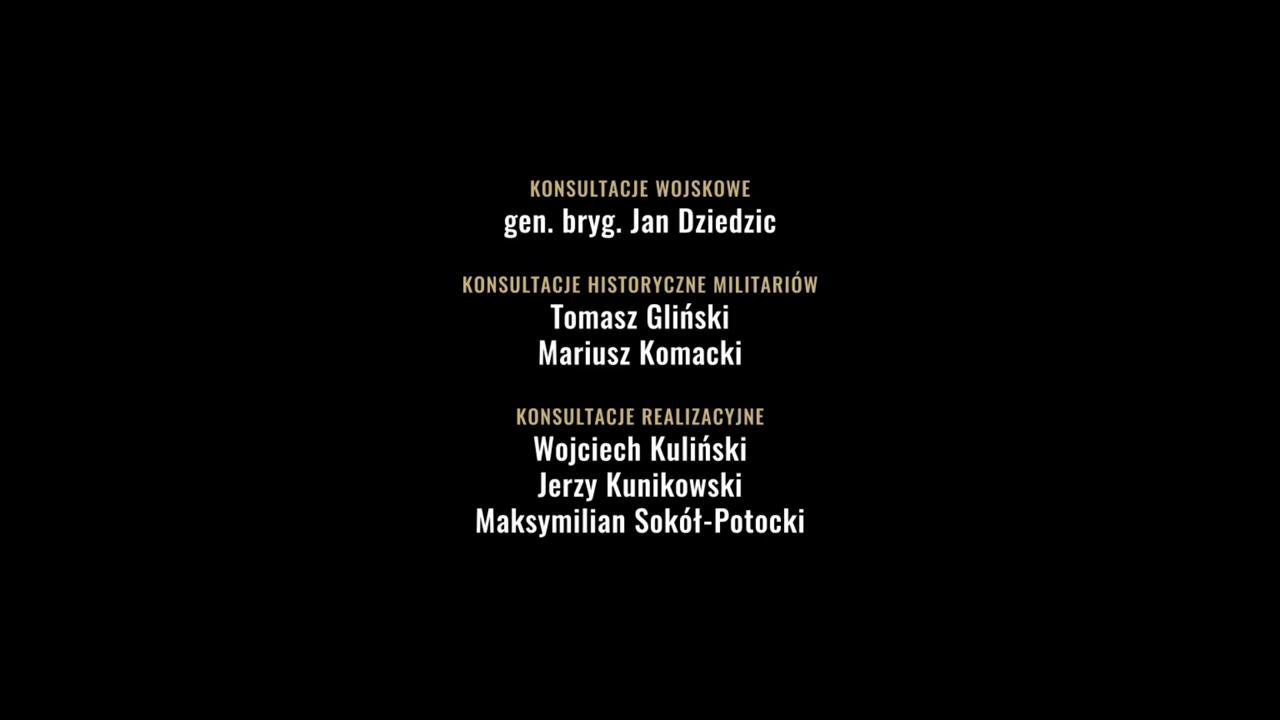 KONSULTACJE WOJSKOWE
gen. bryg. Jan Dziedzic
KONSULTACJE HISTORYCZNE MILITARIÓW
Tomasz Gliński
Mariusz Komacki
KONSULTACJE REALIZACYJNE
Wojciech Kuliński
Jerzy Kunikowski
Maksymilian Sokół-Potocki